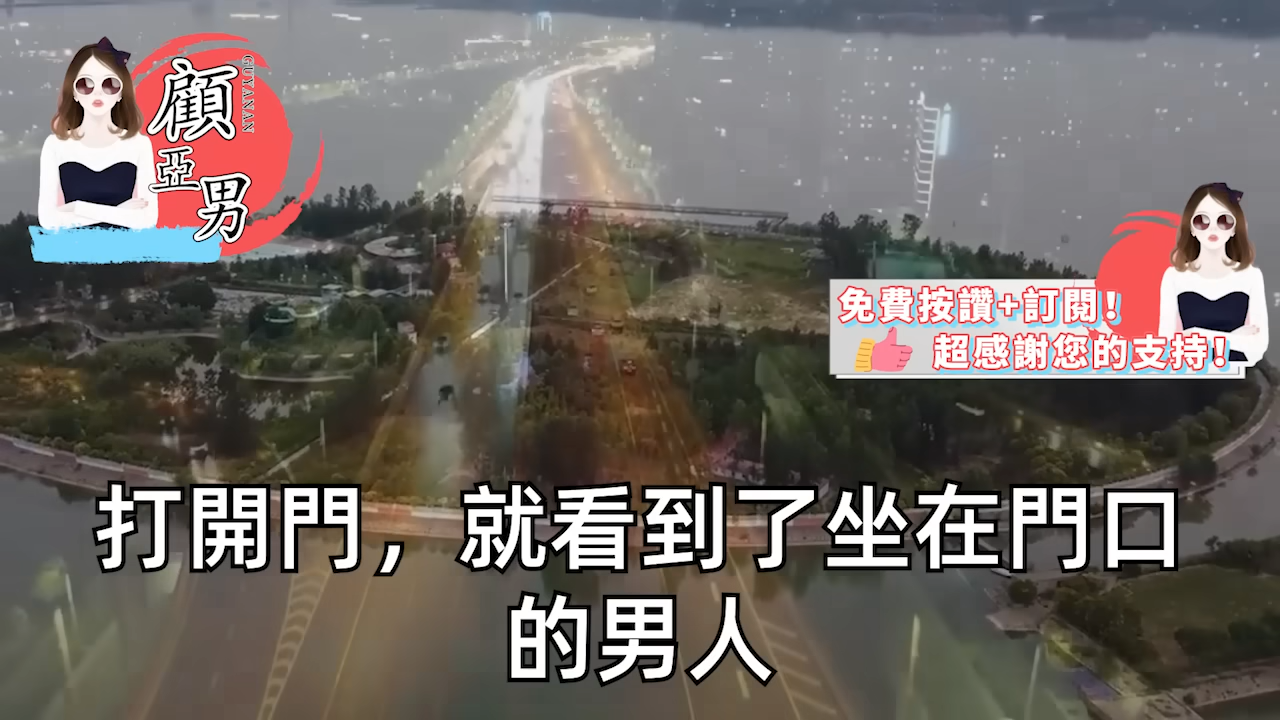 顧
亞
男
GUYANAN
免費按讚+訂閱！
超感謝您的支持！
打開門，就看到了坐在門口
的男人